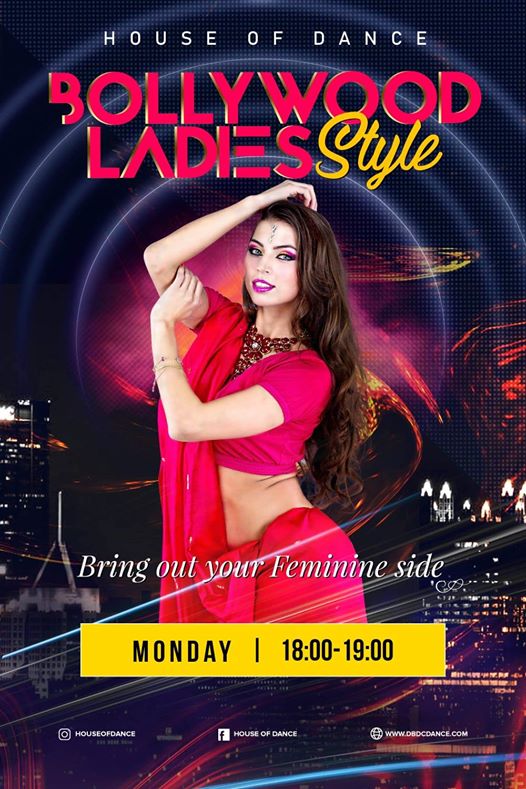 HOUSE OF DANCE
BOLLYWOOD
LADIES Style
Bring out your Feminine side
MONDAY | 18:00-19:00
HOUSEOFDANCE
HOUSE OF DANCE
WWW.DBDCDANCE.COM